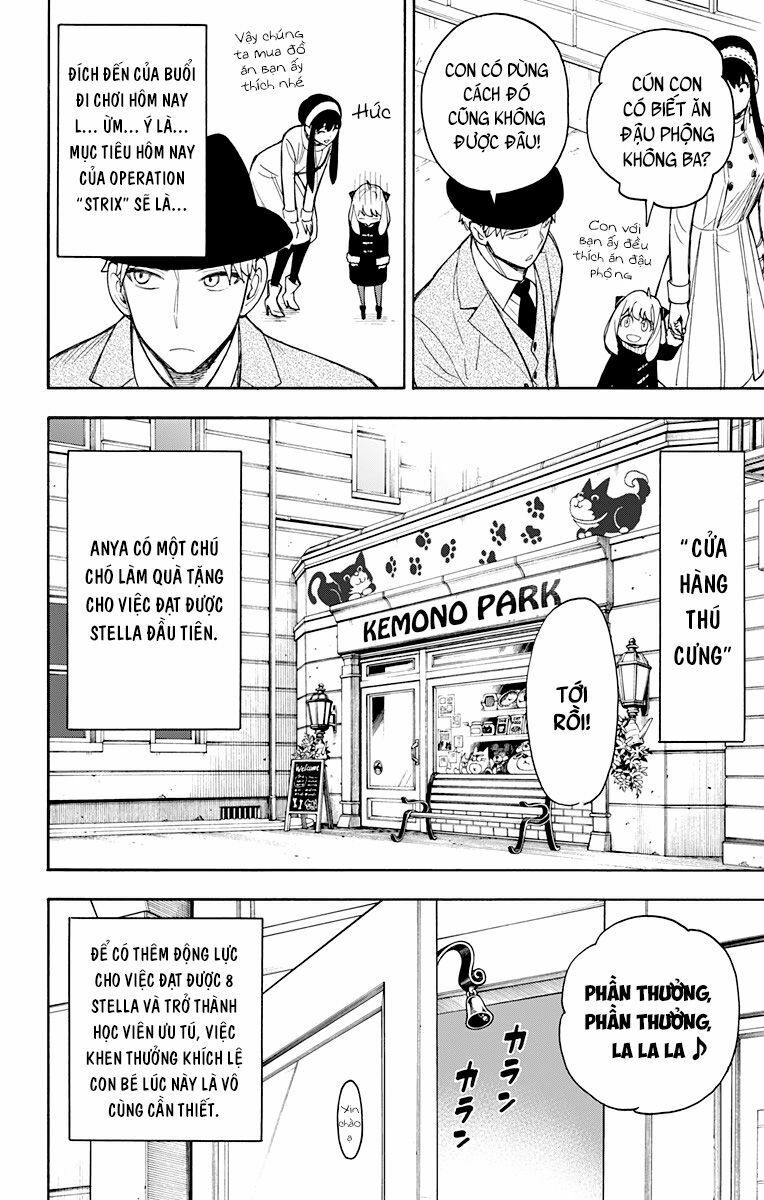 CÚN CON
CÓ BIẾT ĂN
ĐẬU PHỘNG
KHÔNG BA?
Con với
bạn ấy đều
thích ăn đậu
phộng
CON CÓ DÙNG
CÁCH ĐÓ
CŨNG KHÔNG
ĐƯỢC ĐÂU!
Vậy chúng
ta mua đồ
ăn bạn ấy
thích nhé
Hức
ĐÍCH ĐẾN CỦA BUỔI
ĐI CHƠI HÔM NAY
L... ỪM... Ý LÀ...
MỤC TIÊU HÔM NAY
CỦA OPERATION
"STRIX" SẼ LÀ...
"CỬA
HÀNG
THÚ
CƯNG"
KEMONO PARK
TỚI
RỒI!
Welcome
ANYA CÓ MỘT CHÚ
CHÓ LÀM QUÀ TẶNG
CHO VIỆC ĐẠT ĐƯỢC
STELLA ĐẦU TIÊN.
PHẦN THƯỞNG,
PHẦN THƯỞNG,
LA LA LA ♪
カラン
カラン
Xin
chào
ạ
ĐỂ CÓ THÊM ĐỘNG LỰC
CHO VIỆC ĐẠT ĐƯỢC 8
STELLA VÀ TRỞ THÀNH
HỌC VIÊN ƯU TÚ, VIỆC
KHEN THƯỞNG KHÍCH LỆ
CON BÉ LÚC NÀY LÀ VÔ
CÙNG CẦN THIẾT.